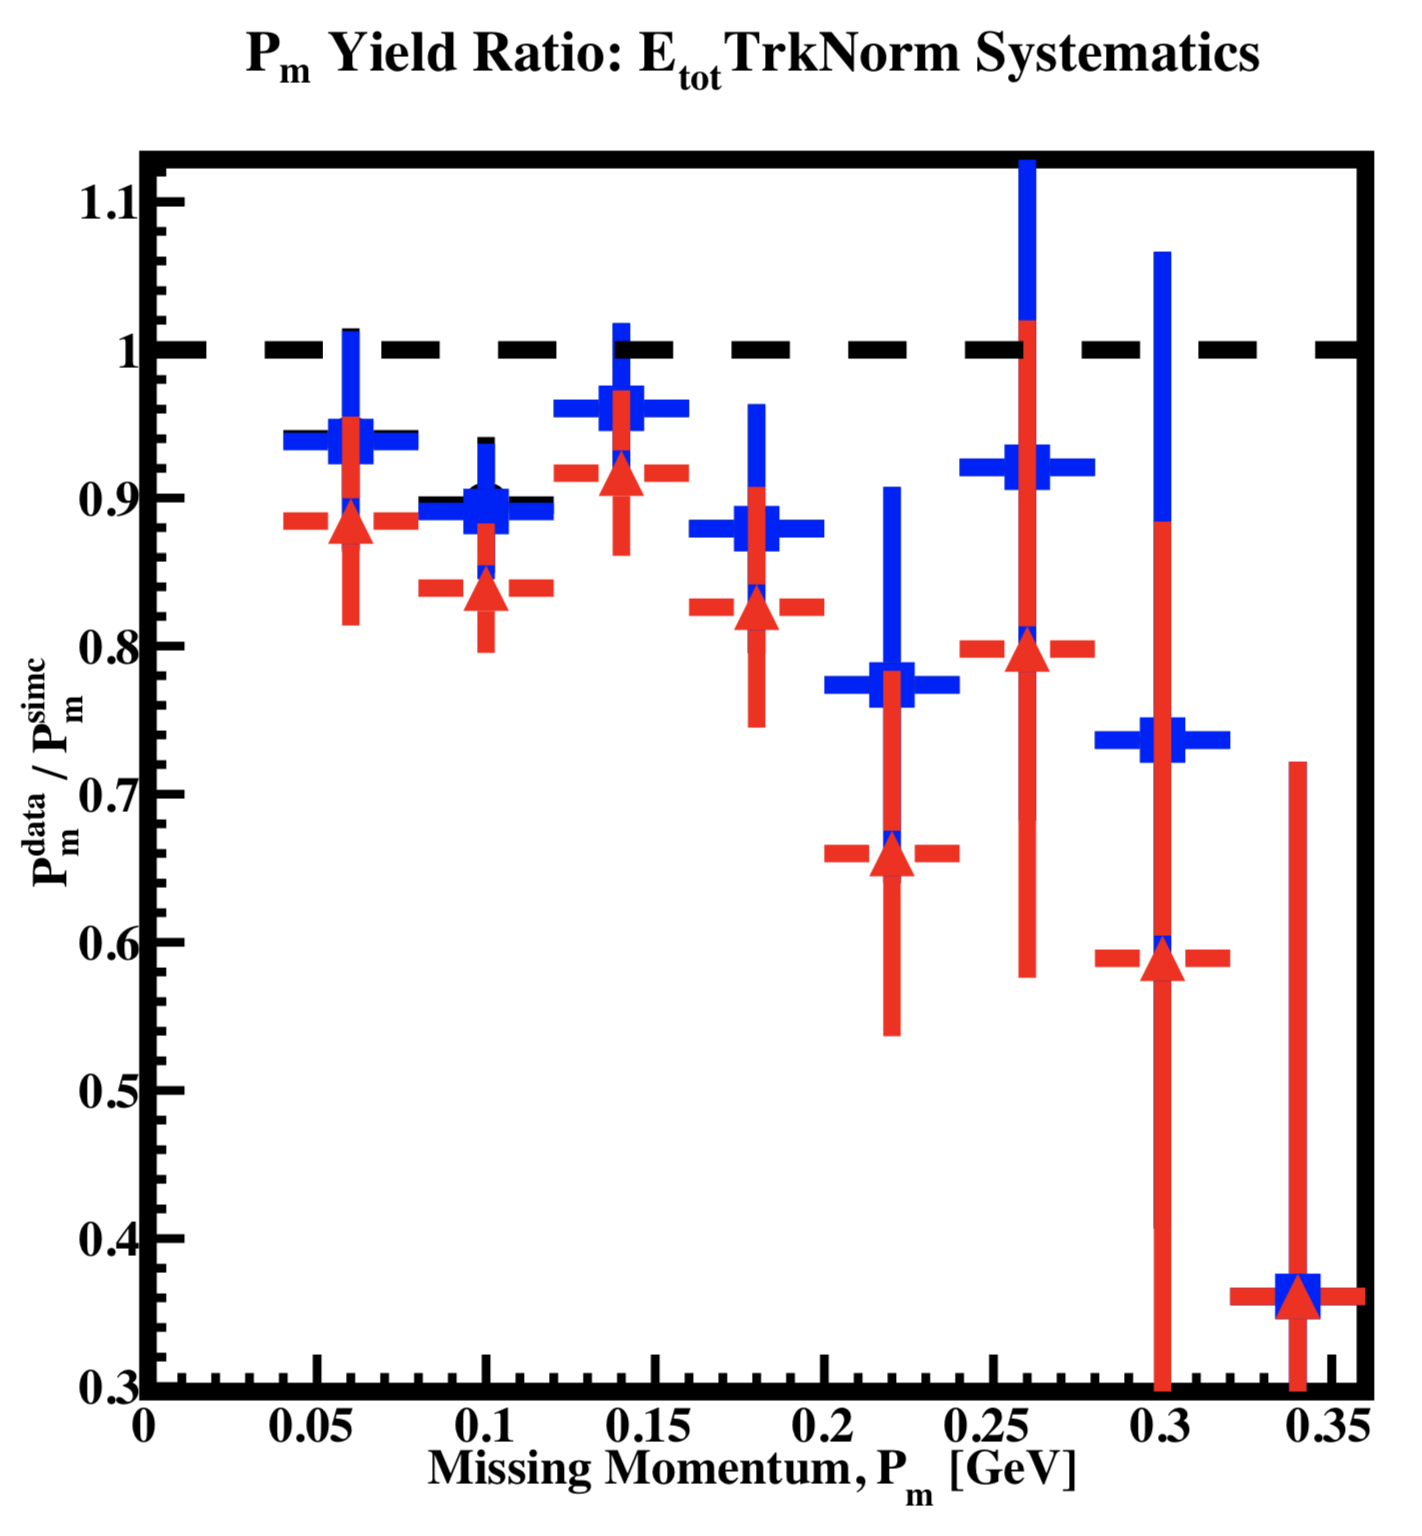 Pm Yield Ratio: EtotTrkNorm Systematics
1.1
1
0.9
0.8
0.7
0.6
0.5
0.4
0.3
Pmdata / Pmsimc
0 0.05 0.1 0.15 0.2 0.25 0.3 0.35
Missing Momentum, Pm [GeV]